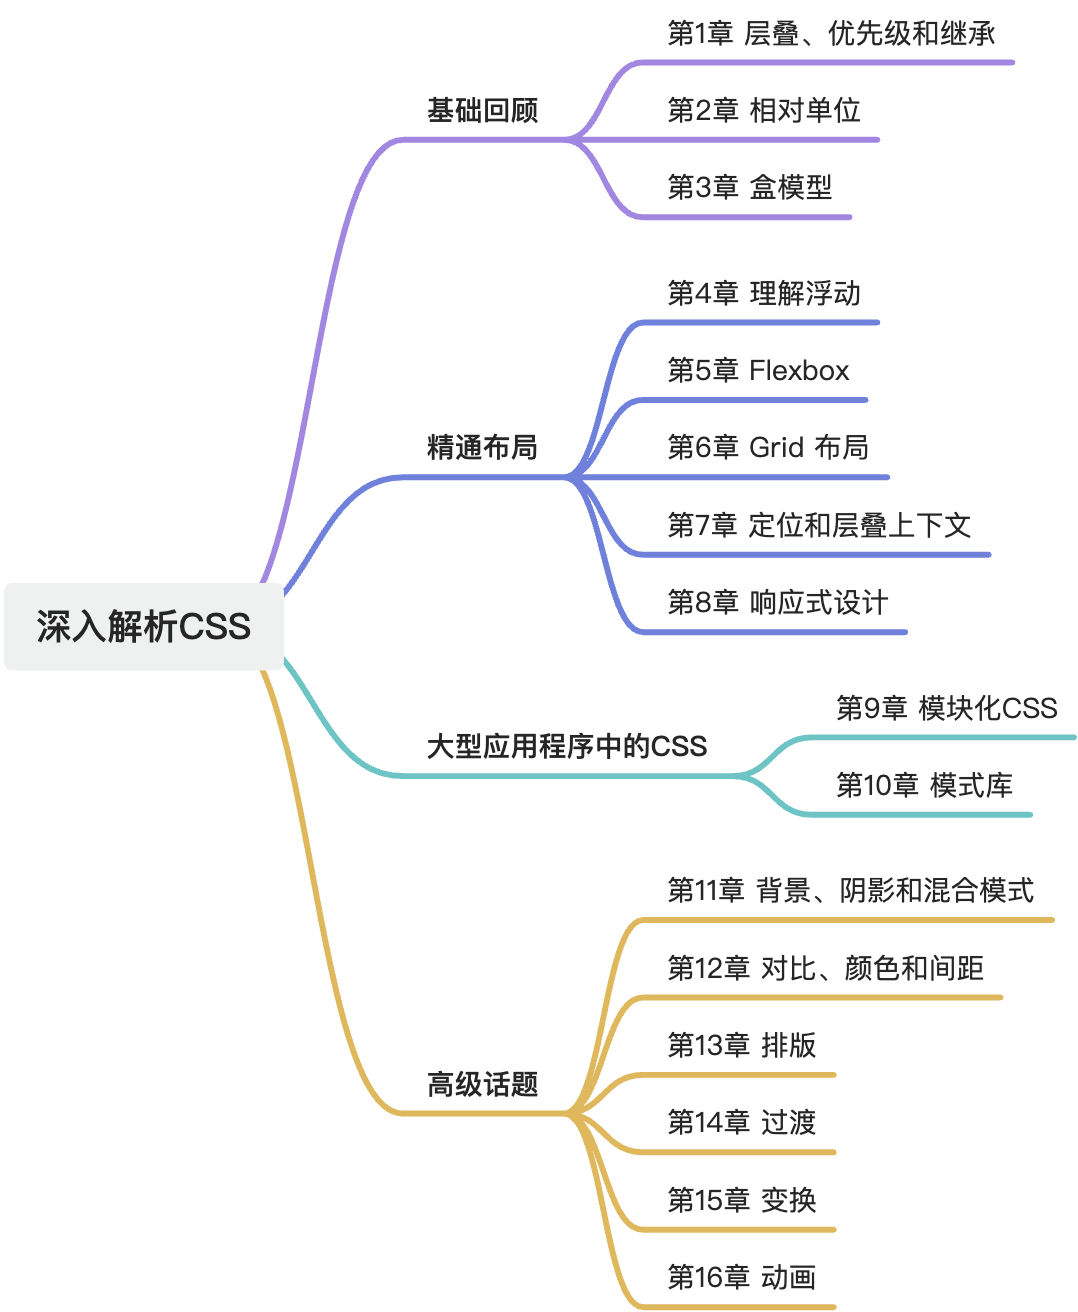 深入解析CSS
基础回顾
第1章 层叠、优先级和继承
第2章 相对单位
第3章 盒模型
精通布局
第4章 理解浮动
第5章 Flexbox
第6章 Grid 布局
第7章 定位和层叠上下文
第8章 响应式设计
大型应用程序中的CSS
第9章 模块化CSS
第10章 模式库
高级话题
第11章 背景、阴影和混合模式
第12章 对比、颜色和间距
第13章 排版
第14章 过渡
第15章 变换
第16章 动画